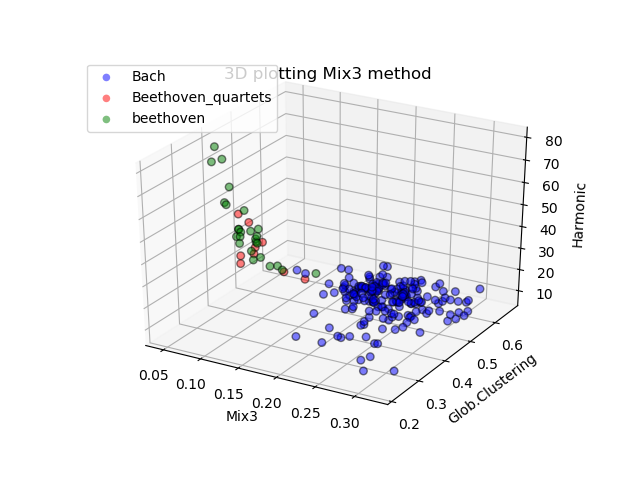 3D plotting Mix3 method
Bach
Beethoven_quartets
beethoven
80
70
60
50
40
30
20
10
Harmonic
0.05
0.10
0.15
0.20
0.25
0.30
Mix3
0.2
0.3
0.4
0.5
0.6
Glob.Clustering